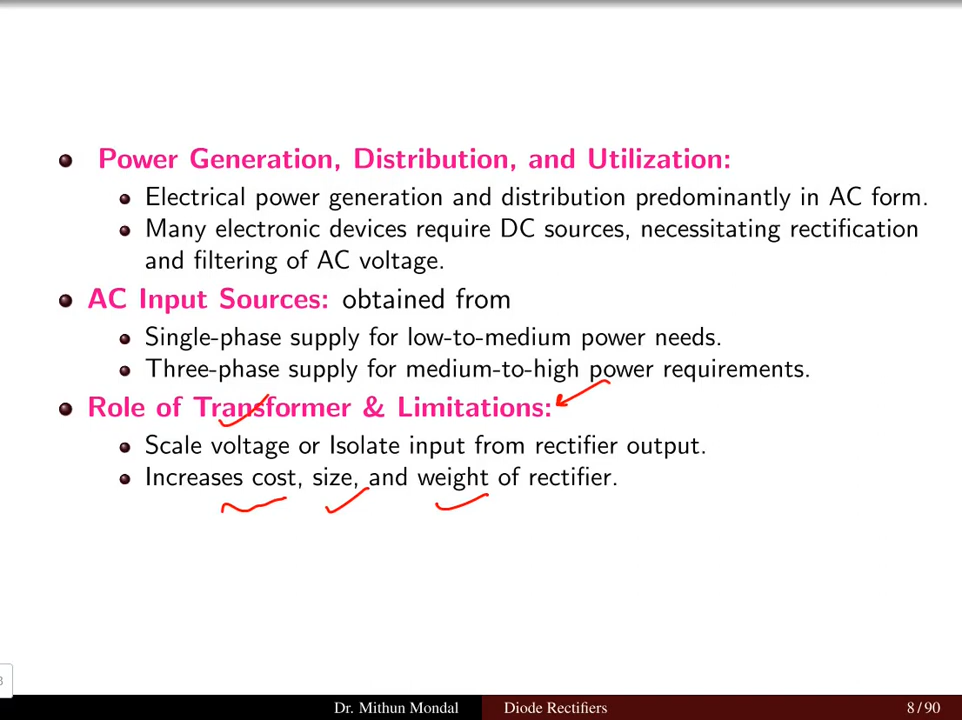 Power Generation, Distribution, and Utilization:
Electrical power generation and distribution predominantly in AC form.
Many electronic devices require DC sources, necessitating rectification
and filtering of AC voltage.
AC Input Sources: obtained from
Single-phase supply for low-to-medium power needs.
Three-phase supply for medium-to-high power requirements.
Role of Transformer & Limitations:
Scale voltage or Isolate input from rectifier output.
Increases cost, size, and weight of rectifier.
3
Dr. Mithun Mondal Diode Rectifiers 8 / 90